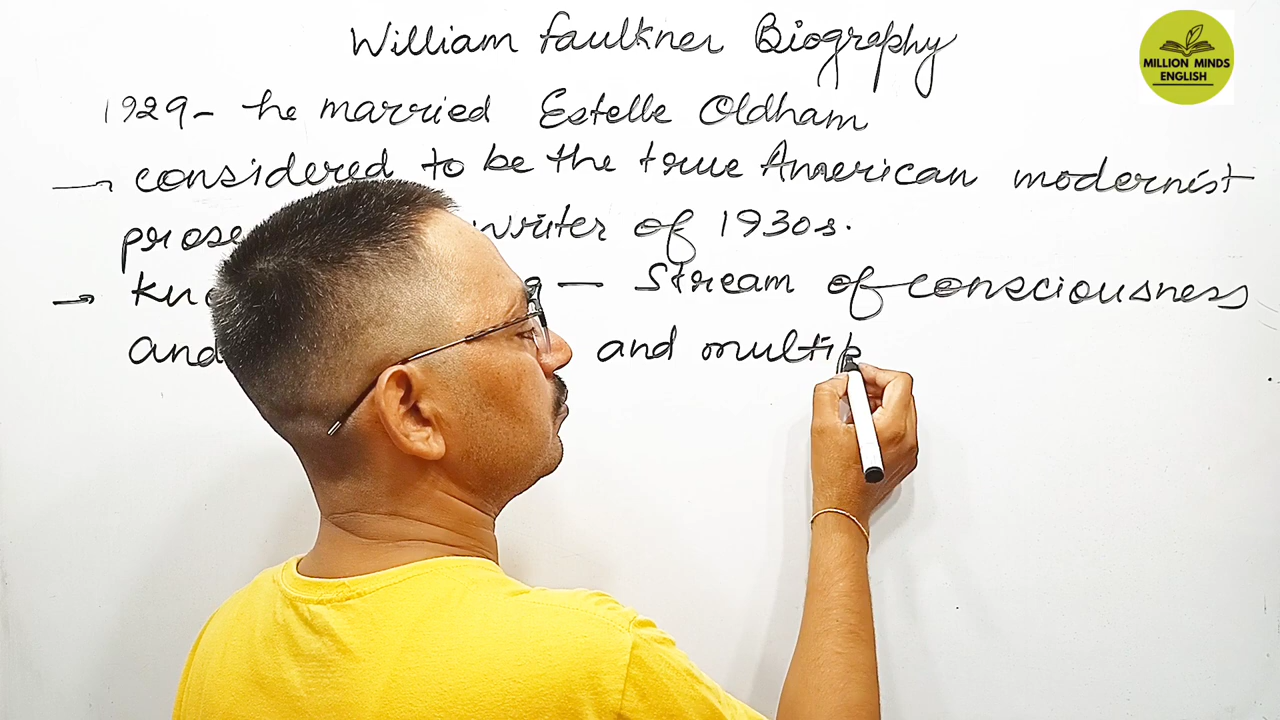 William Faulkner Biography
MILLION MINDS
ENGLISH
1929- he married Estelle Oldham
→ considered to be the true American modernist
prose writer of 1930s.
→ — Stream of consciousness
and and multip